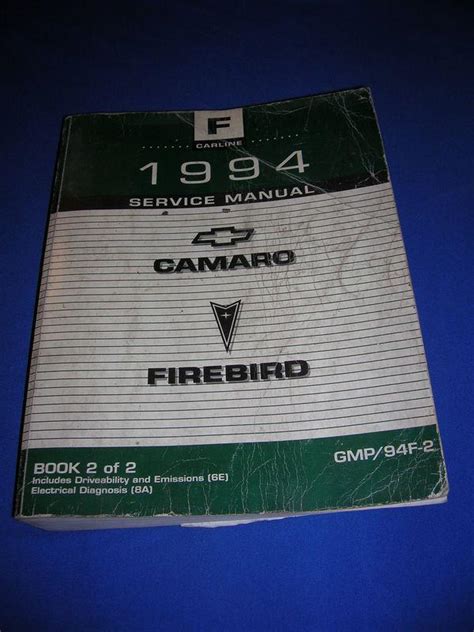 F
CARLINE
1994
SERVICE MANUAL
CAMARO
FIREBIRD
BOOK 2 of 2
Includes Driveability and Emissions (6E)
Electrical Diagnosis (8A)
GMP/94F-2